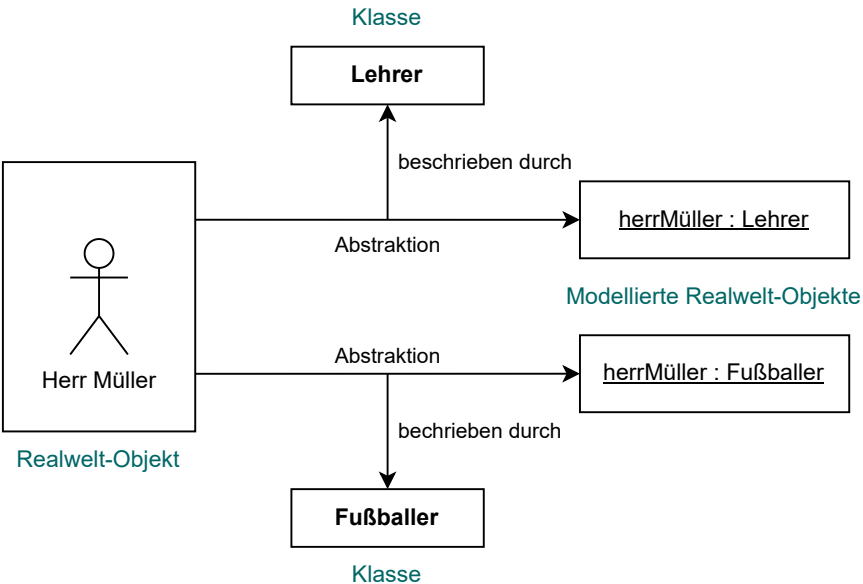 Klasse
Lehrer
beschrieben durch
herrMüller : Lehrer
Abstraktion
Modellierte Realwelt-Objekte
Abstraktion
herrMüller : Fußballer
Herr Müller
bechrieben durch
Realwelt-Objekt
Fußballer
Klasse